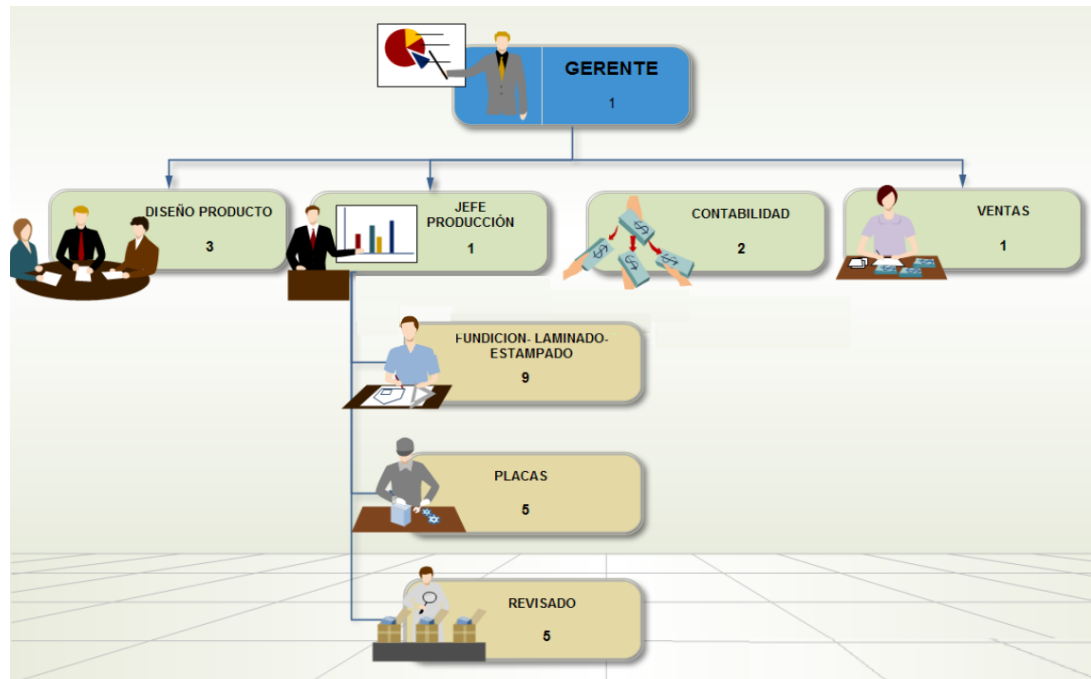 GERENTE
1
DISEÑO PRODUCTO
3
JEFE
PRODUCCIÓN
1
CONTABILIDAD
2
VENTAS
1
FUNDICION- LAMINADO-
ESTAMPADO
9
PLACAS
5
REVISADO
5